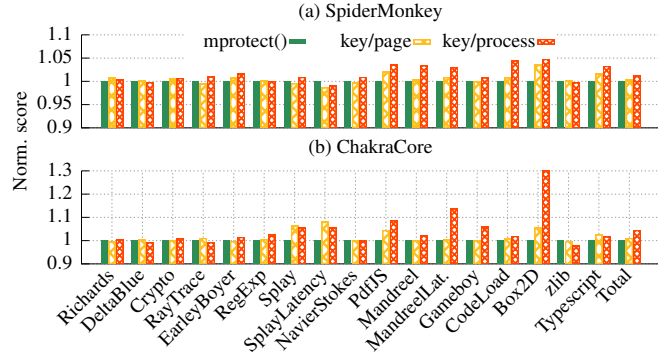 (a) SpiderMonkey
mprotect() key/page key/process
1.1
1.05
1
0.95
0.9
Norm. score
(b) ChakraCore
1.3
1.2
1.1
1
0.9
Richards
DeltaBlue
Crypto
RayTrace
EarleyBoyer
RegExp
Splay
SplayLatency
NavierStokes
PdfJS
Mandreel
MandreelLat.
Gameboy
CodeLoad
Box2D
zlib
Typescript
Total